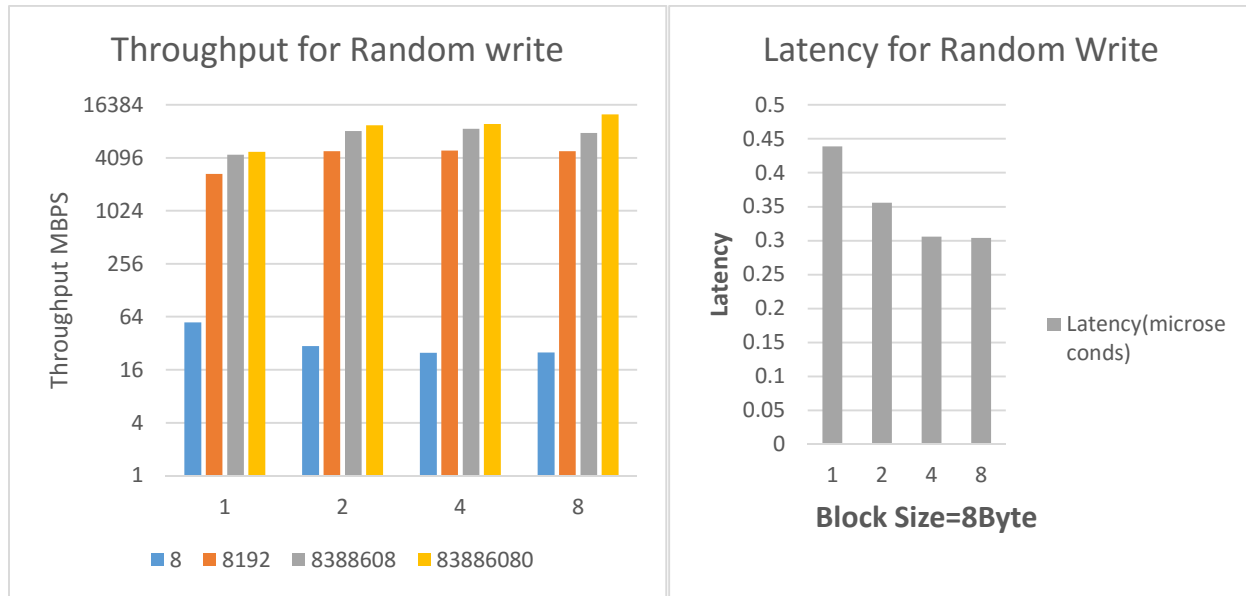 Throughput for Random write
16384
4096
1024
256
64
16
4
1
Throughput MBPS
1 2 4 8
8 8192 8388608 83886080
Latency for Random Write
0.5
0.45
0.4
0.35
0.3
0.25
0.2
0.15
0.1
0.05
0
Latency
1 2 4 8
Block Size=8Byte
Latency(microse
conds)